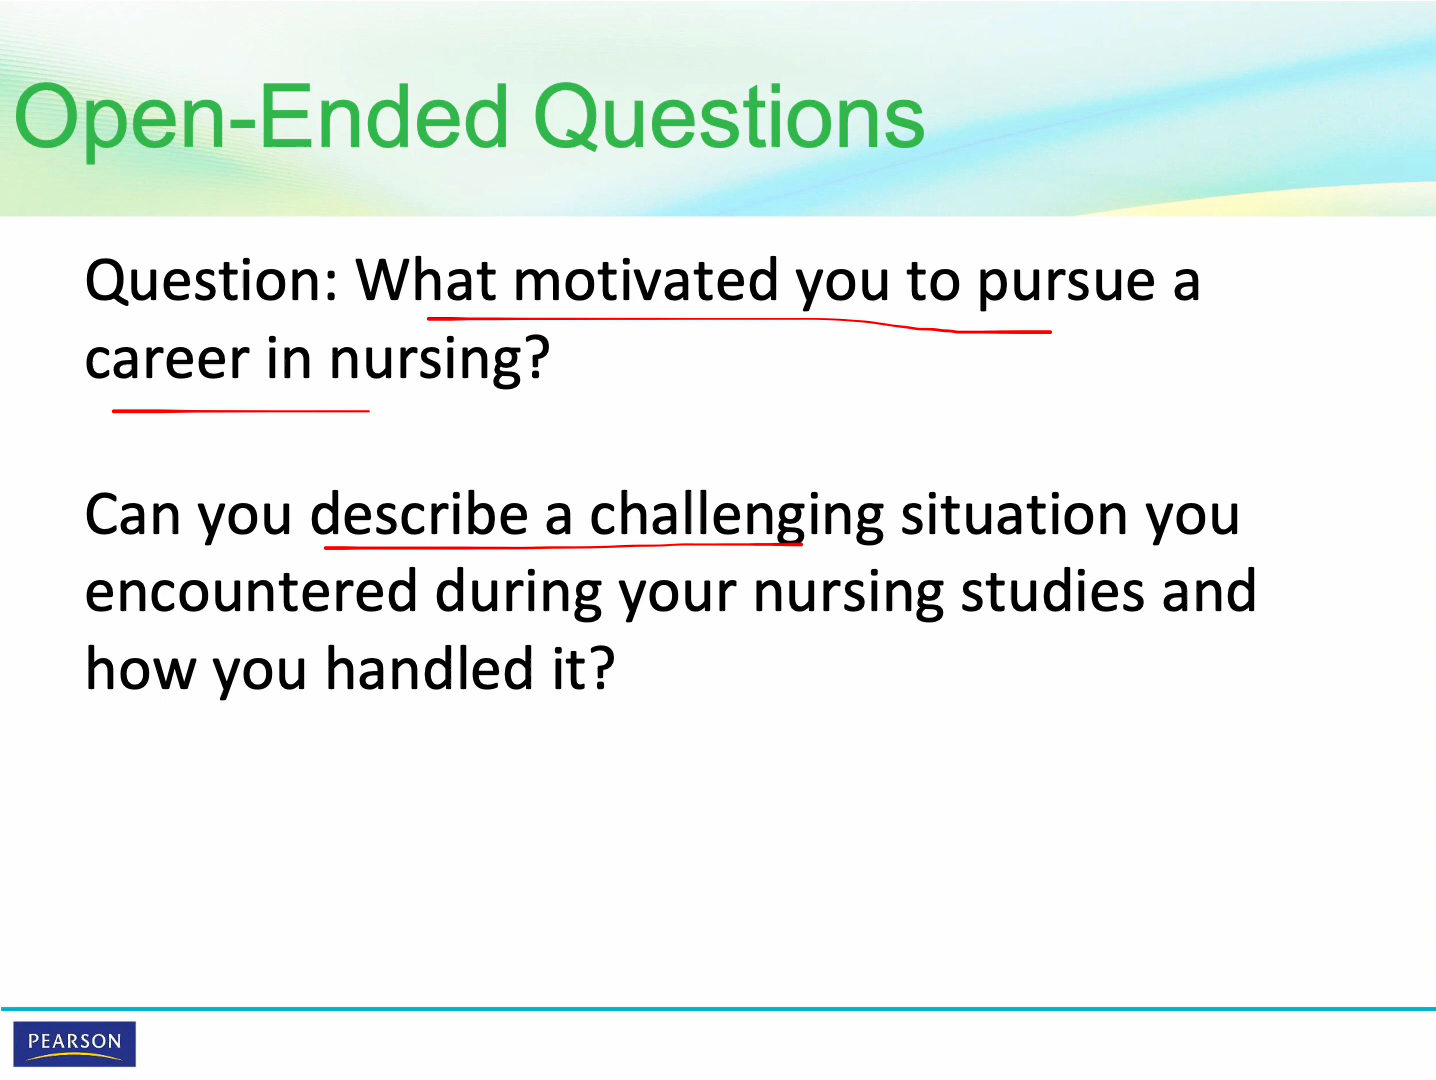 Open-Ended Questions
Question: What motivated you to pursue a
career in nursing?
Can you describe a challenging situation you
encountered during your nursing studies and
how you handled it?
PEARSON